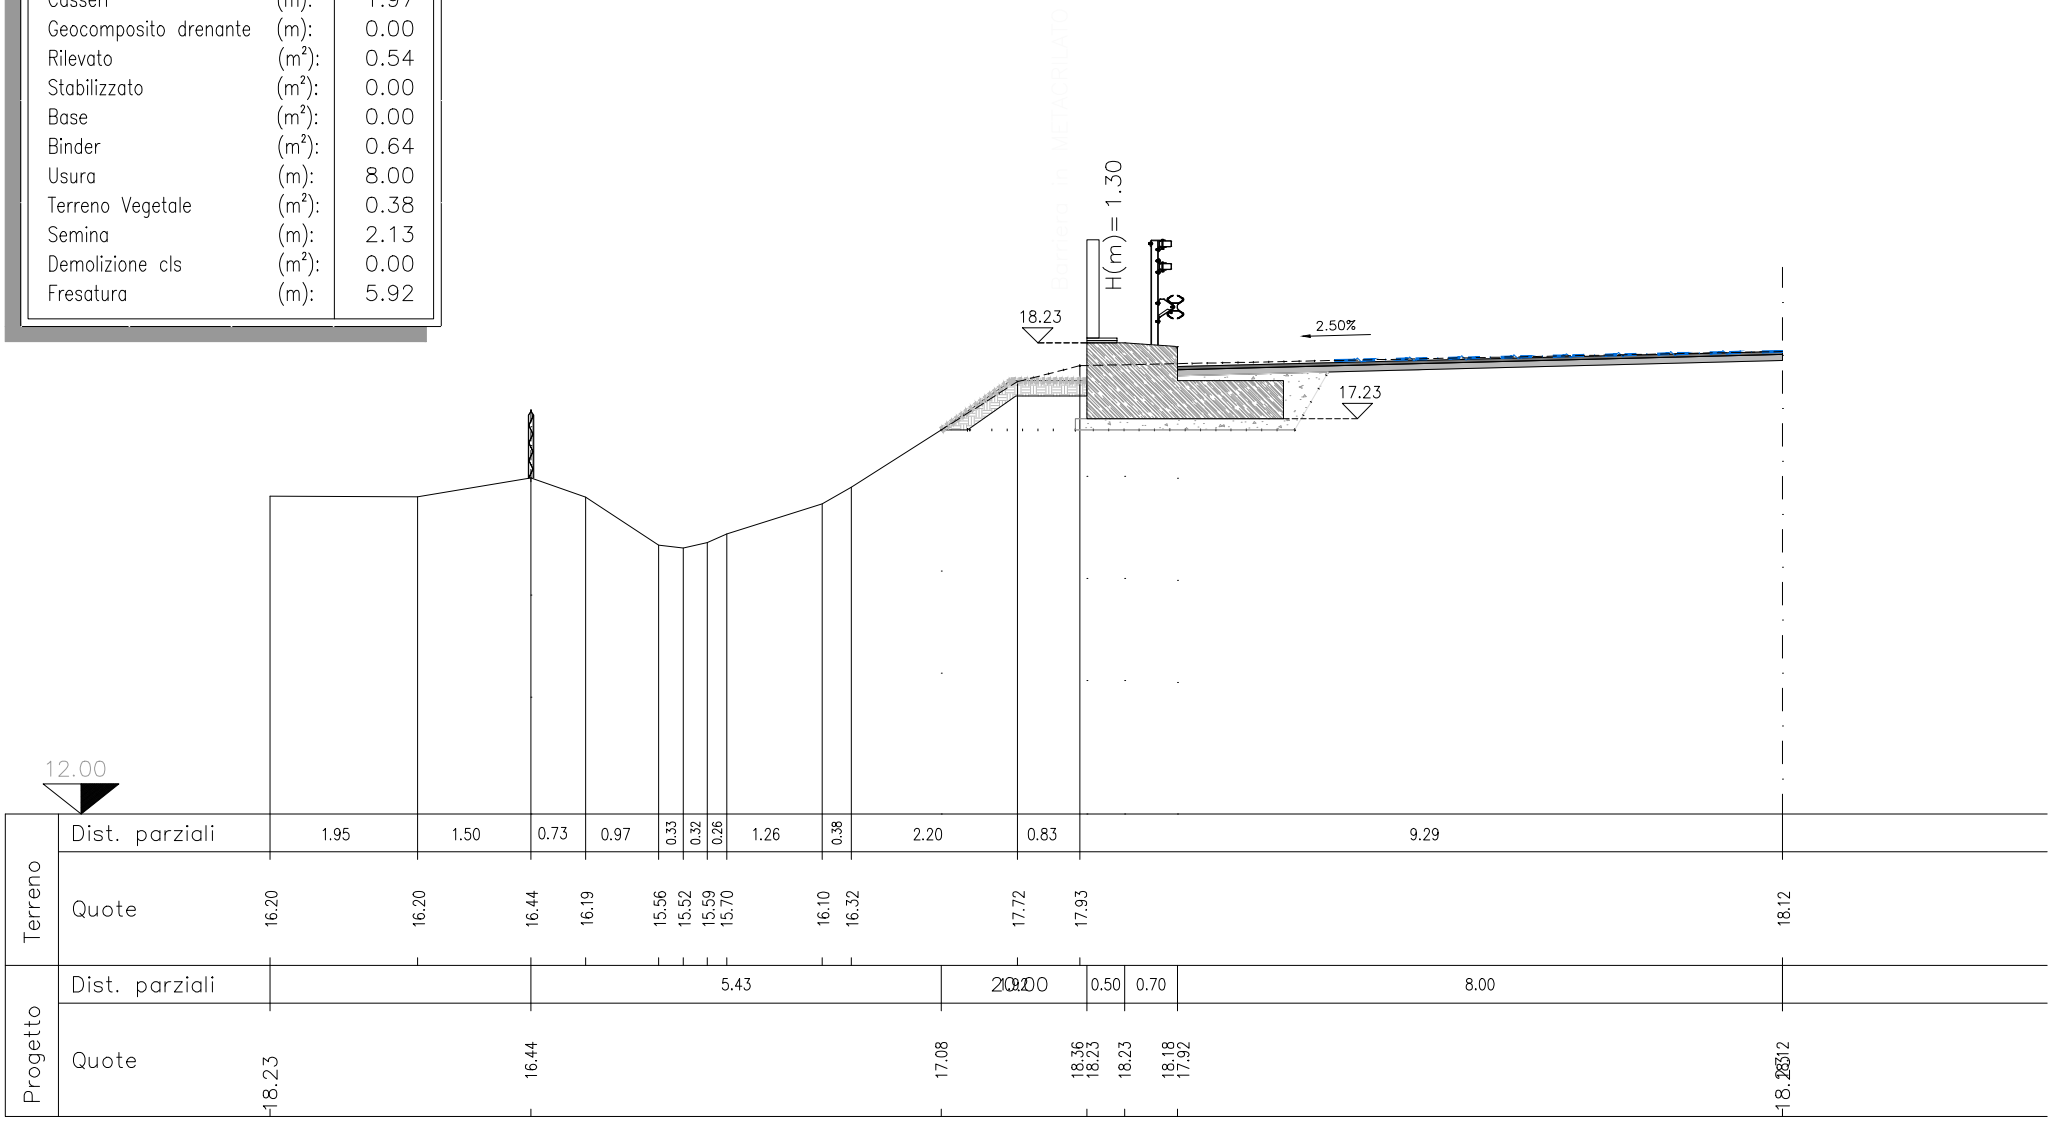 Casseri (m): 1.97
Geocomposito drenante (m): 0.00
Rilevato (m²): 0.54
Stabilizzato (m²): 0.00
Base (m²): 0.00
Binder (m²): 0.64
Usura (m): 8.00
Terreno Vegetale (m²): 0.38
Semina (m): 2.13
Demolizione cls (m²): 0.00
Fresatura (m): 5.92
H(m)= 1.30
18.23
2.50%
17.23
12.00
Terreno
Dist. parziali 1.95 1.50 0.73 0.97 0.33 0.32 0.26 1.26 0.38 2.20 0.83 9.29
Quote 16.20 16.20 16.44 16.19 15.56 15.52 15.59 15.70 16.10 16.32 17.72 17.93 18.12
Progetto
Dist. parziali 5.43 1.92 20.00 0.50 0.70 8.00
Quote 18.23 16.44 17.08 18.36 18.23 18.23 18.18 17.92 18.12